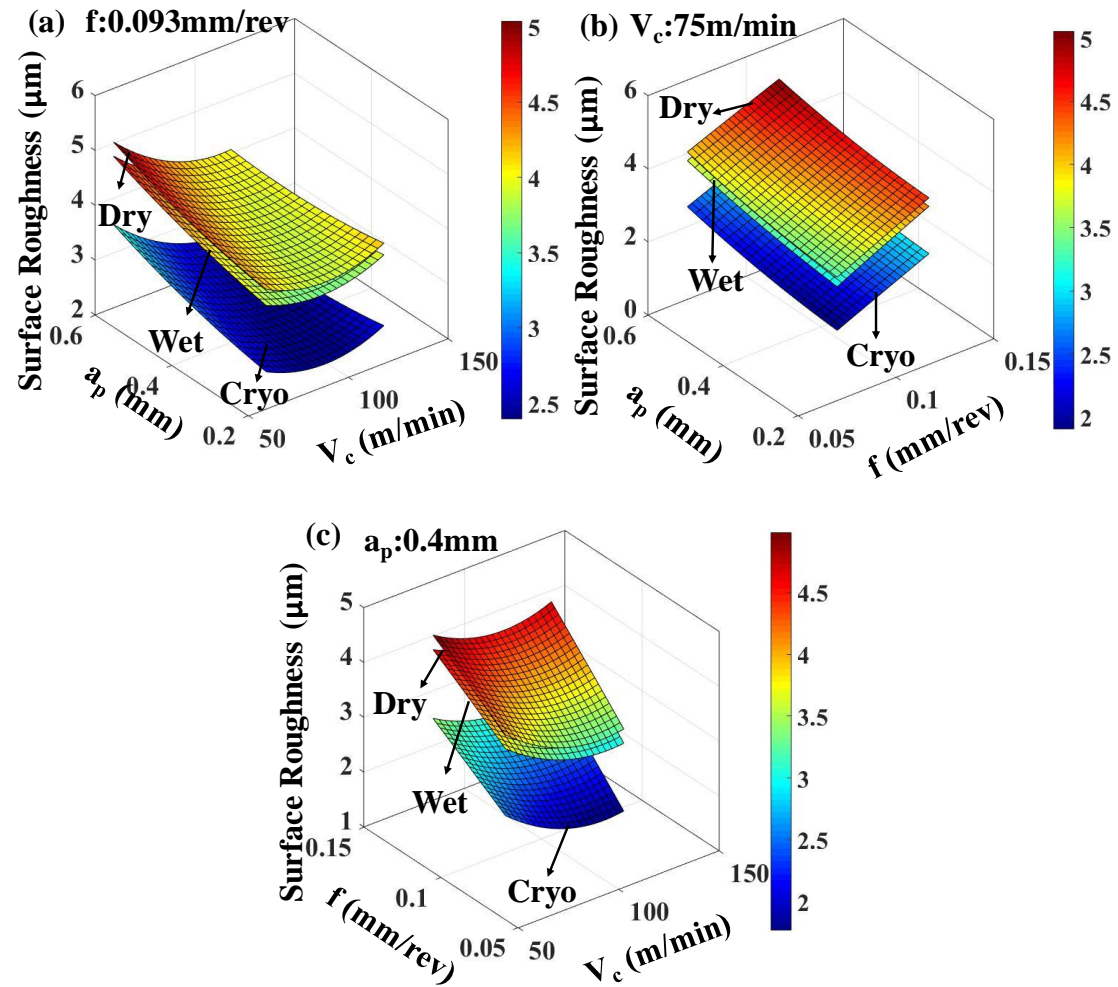 (a) f:0.093mm/rev
Surface Roughness (μm)
6
5
4
3
2
0.6
0.4
0.2
a_p (mm)
50
100
150
V_c (m/min)
Dry
Wet
Cryo
5
4.5
4
3.5
3
2.5
(b) V_c:75m/min
Surface Roughness (μm)
6
4
2
0
0.6
0.4
0.2
a_p (mm)
0.05
0.1
0.15
f (mm/rev)
Dry
Wet
Cryo
5
4.5
4
3.5
3
2.5
2
(c) a_p:0.4mm
Surface Roughness (μm)
5
4
3
2
1
0.15
0.1
0.05
f (mm/rev)
50
100
150
V_c (m/min)
Dry
Wet
Cryo
4.5
4
3.5
3
2.5
2